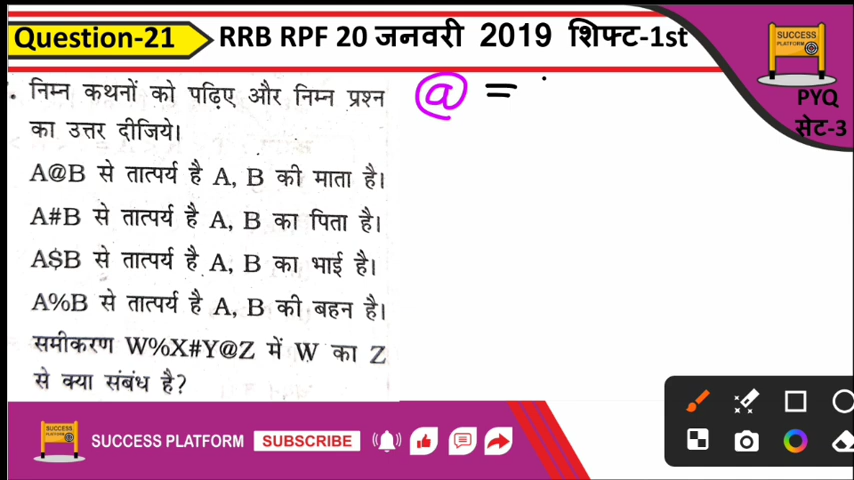 Question-21
RRB RPF 20 जनवरी 2019 शिफ्ट-1st
SUCCESS
PLATFORM
PYQ
सेट-3
निम्न कथनों को पढ़िए और निम्न प्रश्न
का उत्तर दीजिये।
A@B से तात्पर्य है A, B की माता है।
A#B से तात्पर्य है A, B का पिता है।
A$B से तात्पर्य है A, B का भाई है।
A%B से तात्पर्य है A, B की बहन है।
समीकरण W%X#Y@Z में W का Z
से क्या संबंध है?
@ =
SUCCESS
PLATFORM
SUCCESS PLATFORM
SUBSCRIBE